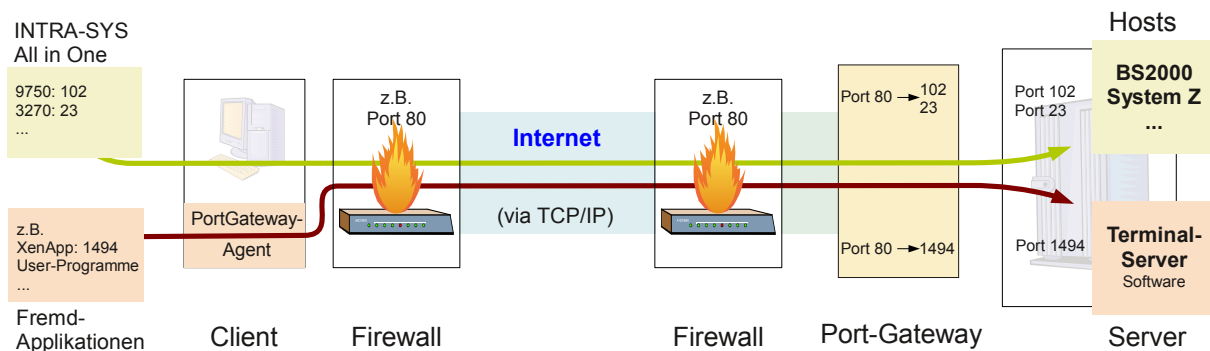 INTRA-SYS
All in One
9750: 102
3270: 23
...
z.B.
XenApp: 1494
User-Programme
...
Fremd-
Applikationen
PortGateway-
Agent
Client
z.B.
Port 80
Firewall
Internet
(via TCP/IP)
z.B.
Port 80
Firewall
Port 80 → 102
23
Port 80 → 1494
Port-Gateway
Hosts
Port 102
Port 23
BS2000
System Z
...
Port 1494
Terminal-
Server
Software
Server